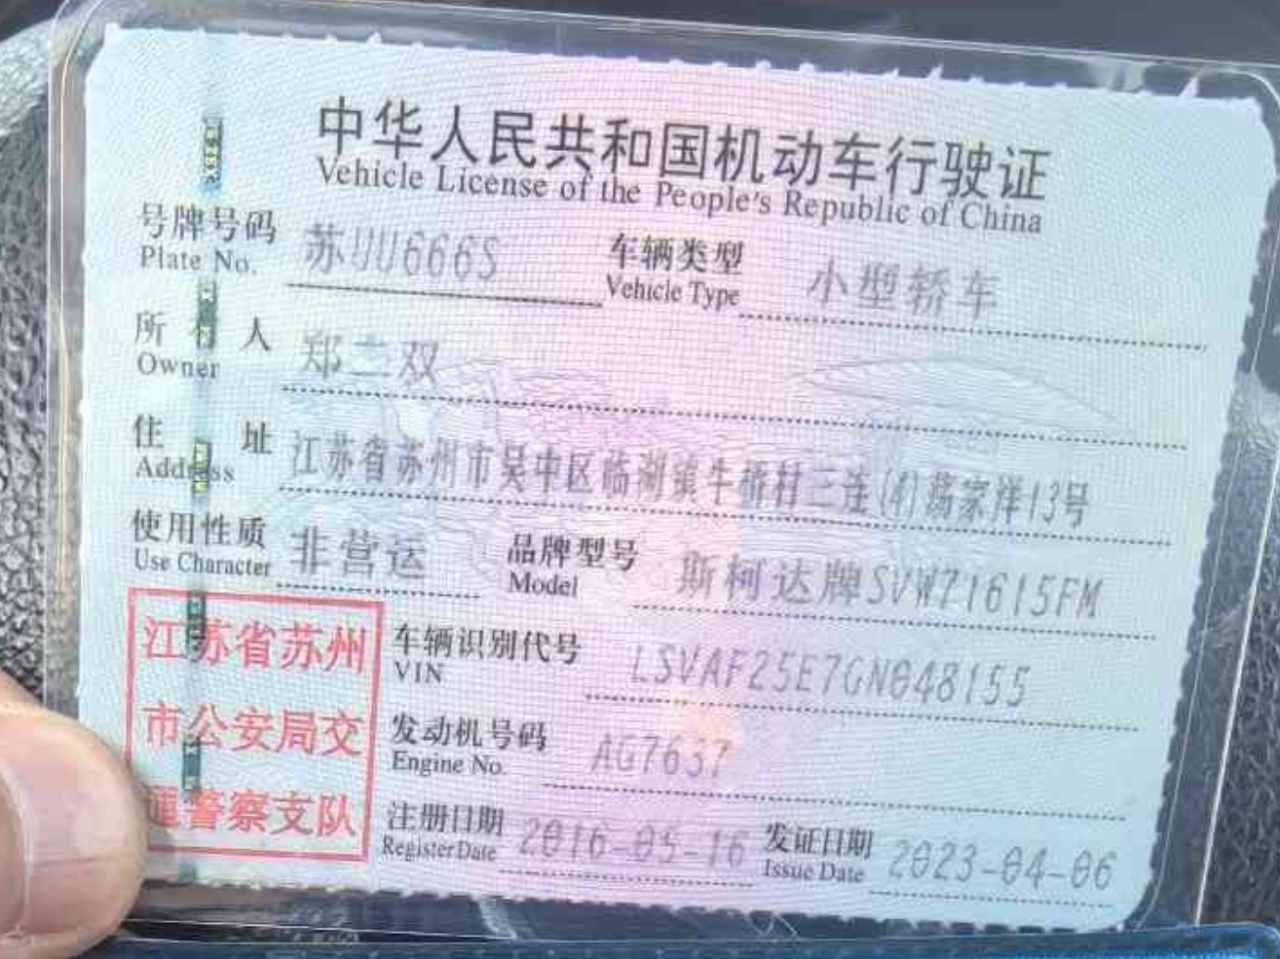 中华人民共和国机动车行驶证
Vehicle License of the People's Republic of China
号牌号码 苏UU666S 车辆类型 小型轿车
Plate No. Vehicle Type
所有人 郑二双
Owner
住址 江苏省苏州市吴中区临湖镇牛桥村三连(4)蒋家洋13号
Address
使用性质 非营运 品牌型号 斯柯达牌SVW71615FM
Use Character Model
江苏省苏州
市公安局交
通警察支队
车辆识别代号 LSVAF25E7GN048155
VIN
发动机号码 AG7637
Engine No.
注册日期 2016-05-16 发证日期 2023-04-06
Register Date Issue Date